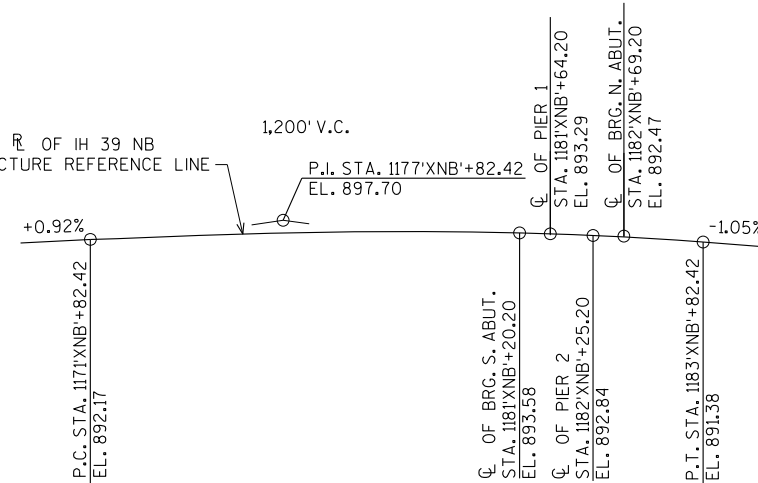 ℞ OF IH 39 NB
CTURE REFERENCE LINE
1,200' V.C.
P.I. STA. 1177'XNB'+82.42
EL. 897.70
+0.92%
-1.05%
P.C. STA. 1171'XNB'+82.42
EL. 892.17
℄ OF BRG. S. ABUT.
STA. 1181'XNB'+20.20
EL. 893.58
℄ OF PIER 1
STA. 1181'XNB'+64.20
EL. 893.29
℄ OF PIER 2
STA. 1182'XNB'+25.20
EL. 892.84
℄ OF BRG. N. ABUT.
STA. 1182'XNB'+69.20
EL. 892.47
P.T. STA. 1183'XNB'+82.42
EL. 891.38